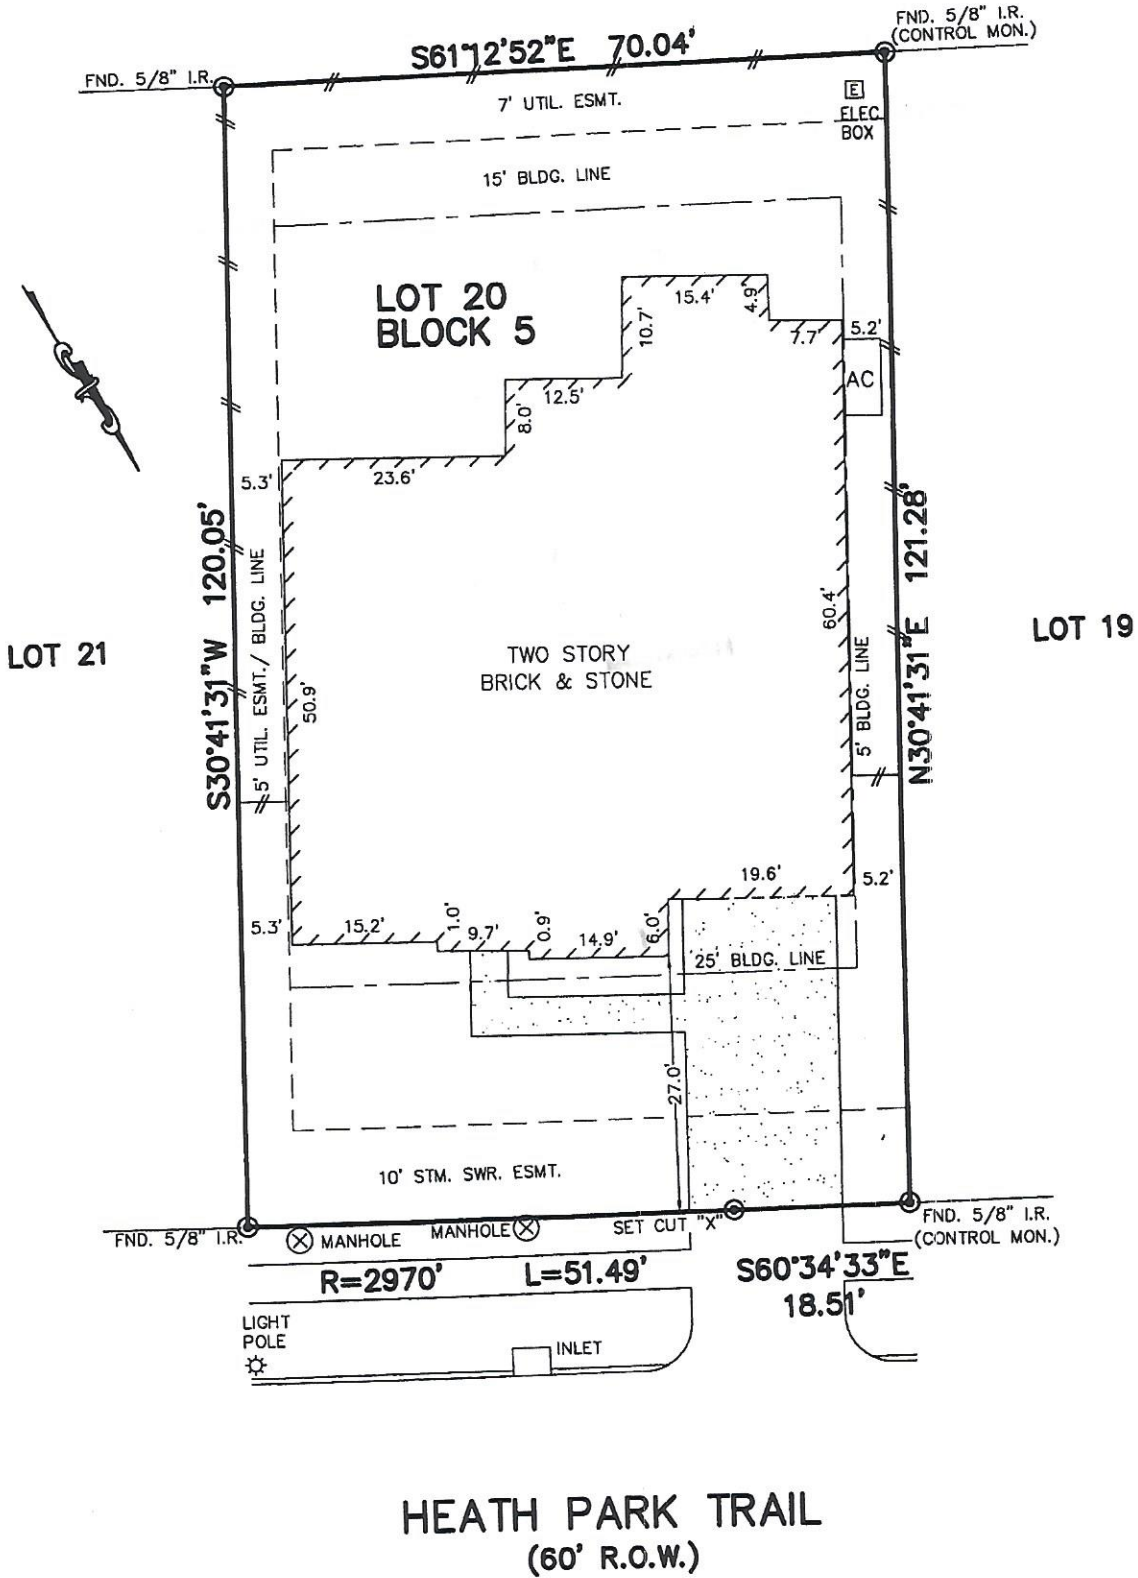 FND. 5/8" I.R.
(CONTROL MON.)
S61°12'52"E 70.04'
FND. 5/8" I.R.
7' UTIL. ESMT.
E
ELEC
BOX
15' BLDG. LINE
LOT 20
BLOCK 5
15.4'
4.9'
10.7'
7.7'
5.2'
AC
12.5'
8.0'
23.6'
5.3'
S30°41'31"W 120.05'
5' UTIL. ESMT./ BLDG. LINE
50.9'
TWO STORY
BRICK & STONE
60.4'
5' BLDG. LINE
N30°41'31"E 121.28'
LOT 21
LOT 19
19.6'
5.2'
5.3'
15.2'
1.0'
9.7'
0.9'
14.9'
6.0'
25' BLDG. LINE
27.0'
10' STM. SWR. ESMT.
FND. 5/8" I.R.
MANHOLE
MANHOLE
SET CUT "X"
FND. 5/8" I.R.
(CONTROL MON.)
R=2970' L=51.49'
S60°34'33"E
18.51'
LIGHT
POLE
INLET
HEATH PARK TRAIL
(60' R.O.W.)